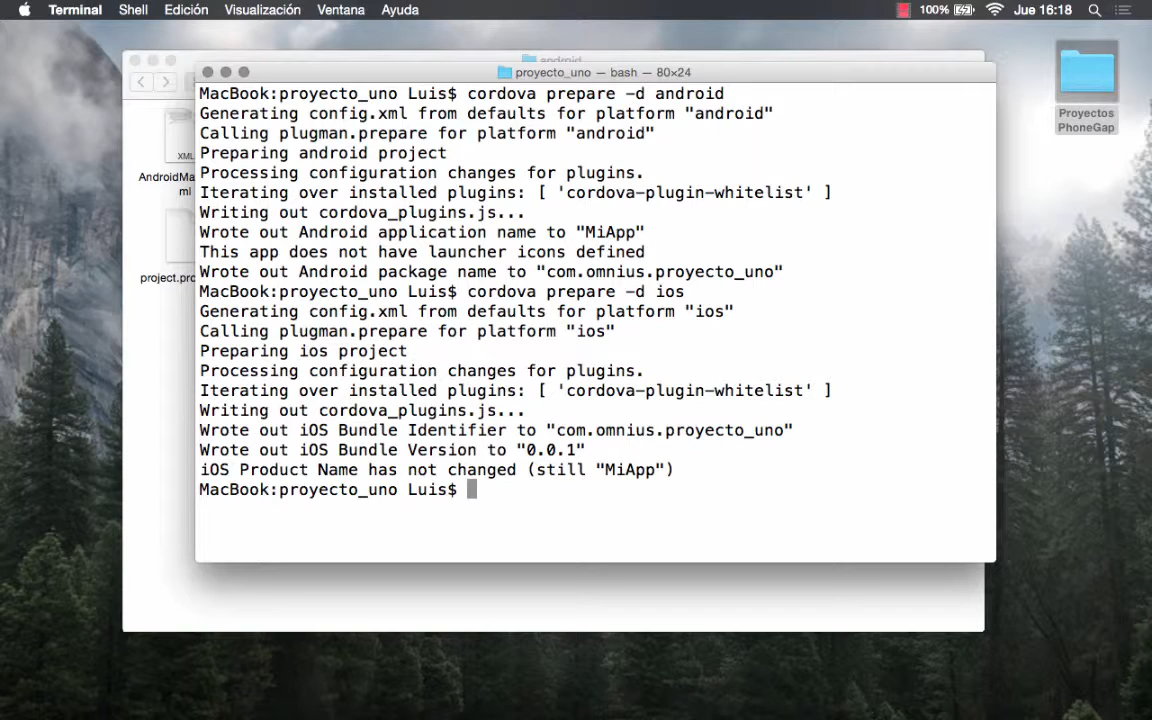 Terminal Shell Edición Visualización Ventana Ayuda 100% Jue 16:18
android
proyecto_uno — bash — 80×24
MacBook:proyecto_uno Luis$ cordova prepare -d android
Generating config.xml from defaults for platform "android"
Calling plugman.prepare for platform "android"
Preparing android project
Processing configuration changes for plugins.
Iterating over installed plugins: [ 'cordova-plugin-whitelist' ]
Writing out cordova_plugins.js...
Wrote out Android application name to "MiApp"
This app does not have launcher icons defined
Wrote out Android package name to "com.omnius.proyecto_uno"
MacBook:proyecto_uno Luis$ cordova prepare -d ios
Generating config.xml from defaults for platform "ios"
Calling plugman.prepare for platform "ios"
Preparing ios project
Processing configuration changes for plugins.
Iterating over installed plugins: [ 'cordova-plugin-whitelist' ]
Writing out cordova_plugins.js...
Wrote out iOS Bundle Identifier to "com.omnius.proyecto_uno"
Wrote out iOS Bundle Version to "0.0.1"
iOS Product Name has not changed (still "MiApp")
MacBook:proyecto_uno Luis$
XML
AndroidMa
ml
project.pro
Proyectos
PhoneGap